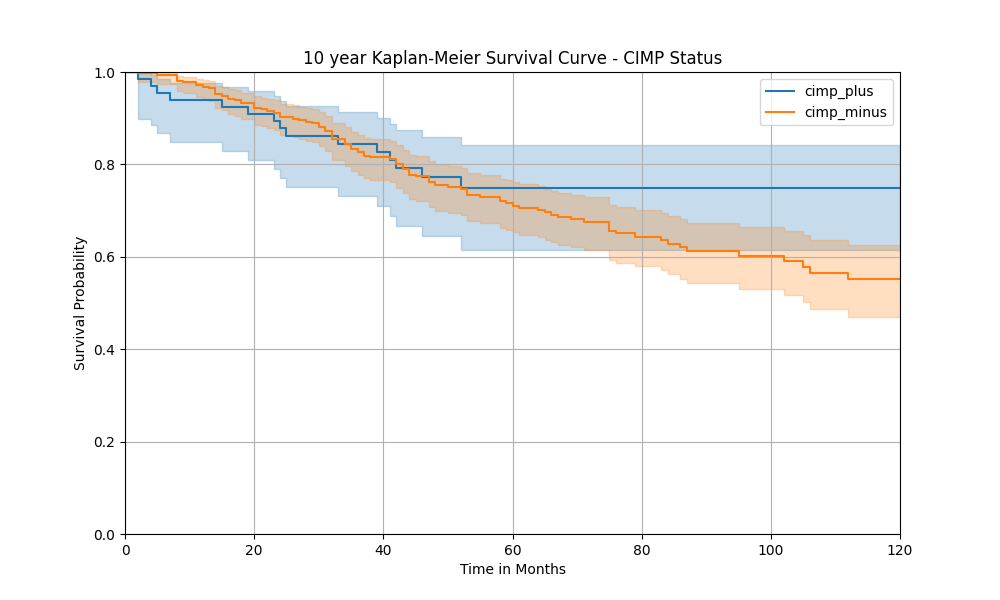 10 year Kaplan-Meier Survival Curve - CIMP Status
cimp_plus
cimp_minus
Survival Probability
1.0
0.8
0.6
0.4
0.2
0.0
0 20 40 60 80 100 120
Time in Months